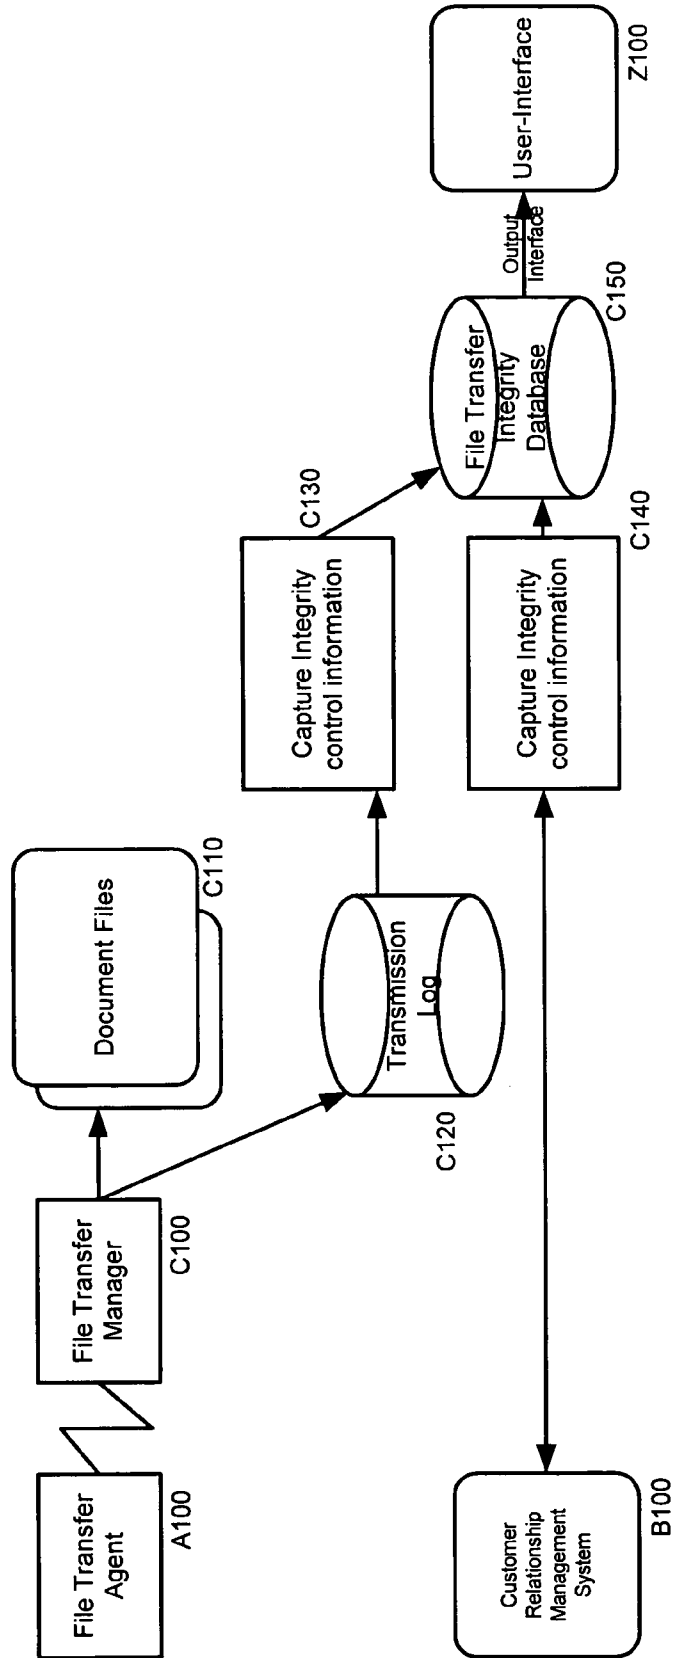 File Transfer
Agent
A100
File Transfer
Manager
C100
Document Files
C110
Transmission
Log
C120
Capture Integrity
control information
C130
Customer
Relationship
Management
System
B100
Capture Integrity
control information
C140
File Transfer
Integrity
Database
C150
Output
Interface
User-Interface
Z100